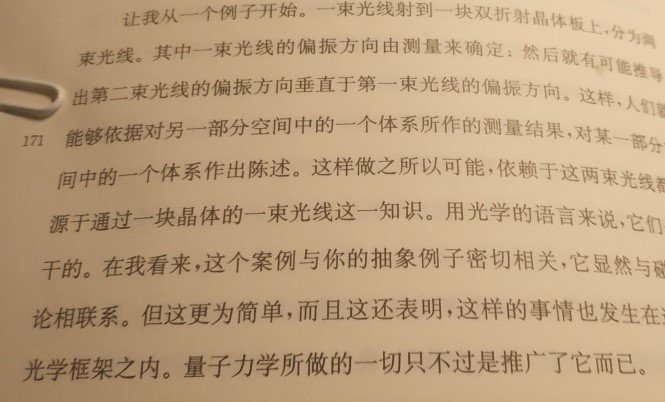 让我从一个例子开始。一束光线射到一块双折射晶体板上，分为两
束光线。其中一束光线的偏振方向由测量来确定：然后就有可能推导
出第二束光线的偏振方向垂直于第一束光线的偏振方向。这样，人们
171 能够依据对另一部分空间中的一个体系所作的测量结果，对某一部分
间中的一个体系作出陈述。这样做之所以可能，依赖于这两束光线都
源于通过一块晶体的一束光线这一知识。用光学的语言来说，它们
干的。在我看来，这个案例与你的抽象例子密切相关，它显然与
论相联系。但这更为简单，而且这还表明，这样的事情也发生在
光学框架之内。量子力学所做的一切只不过是推广了它而已。